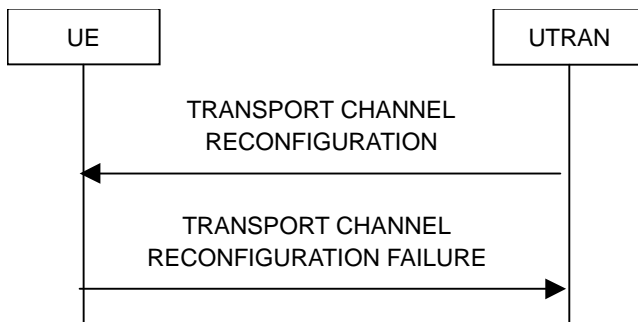 UE
UTRAN
TRANSPORT CHANNEL
RECONFIGURATION
TRANSPORT CHANNEL
RECONFIGURATION FAILURE